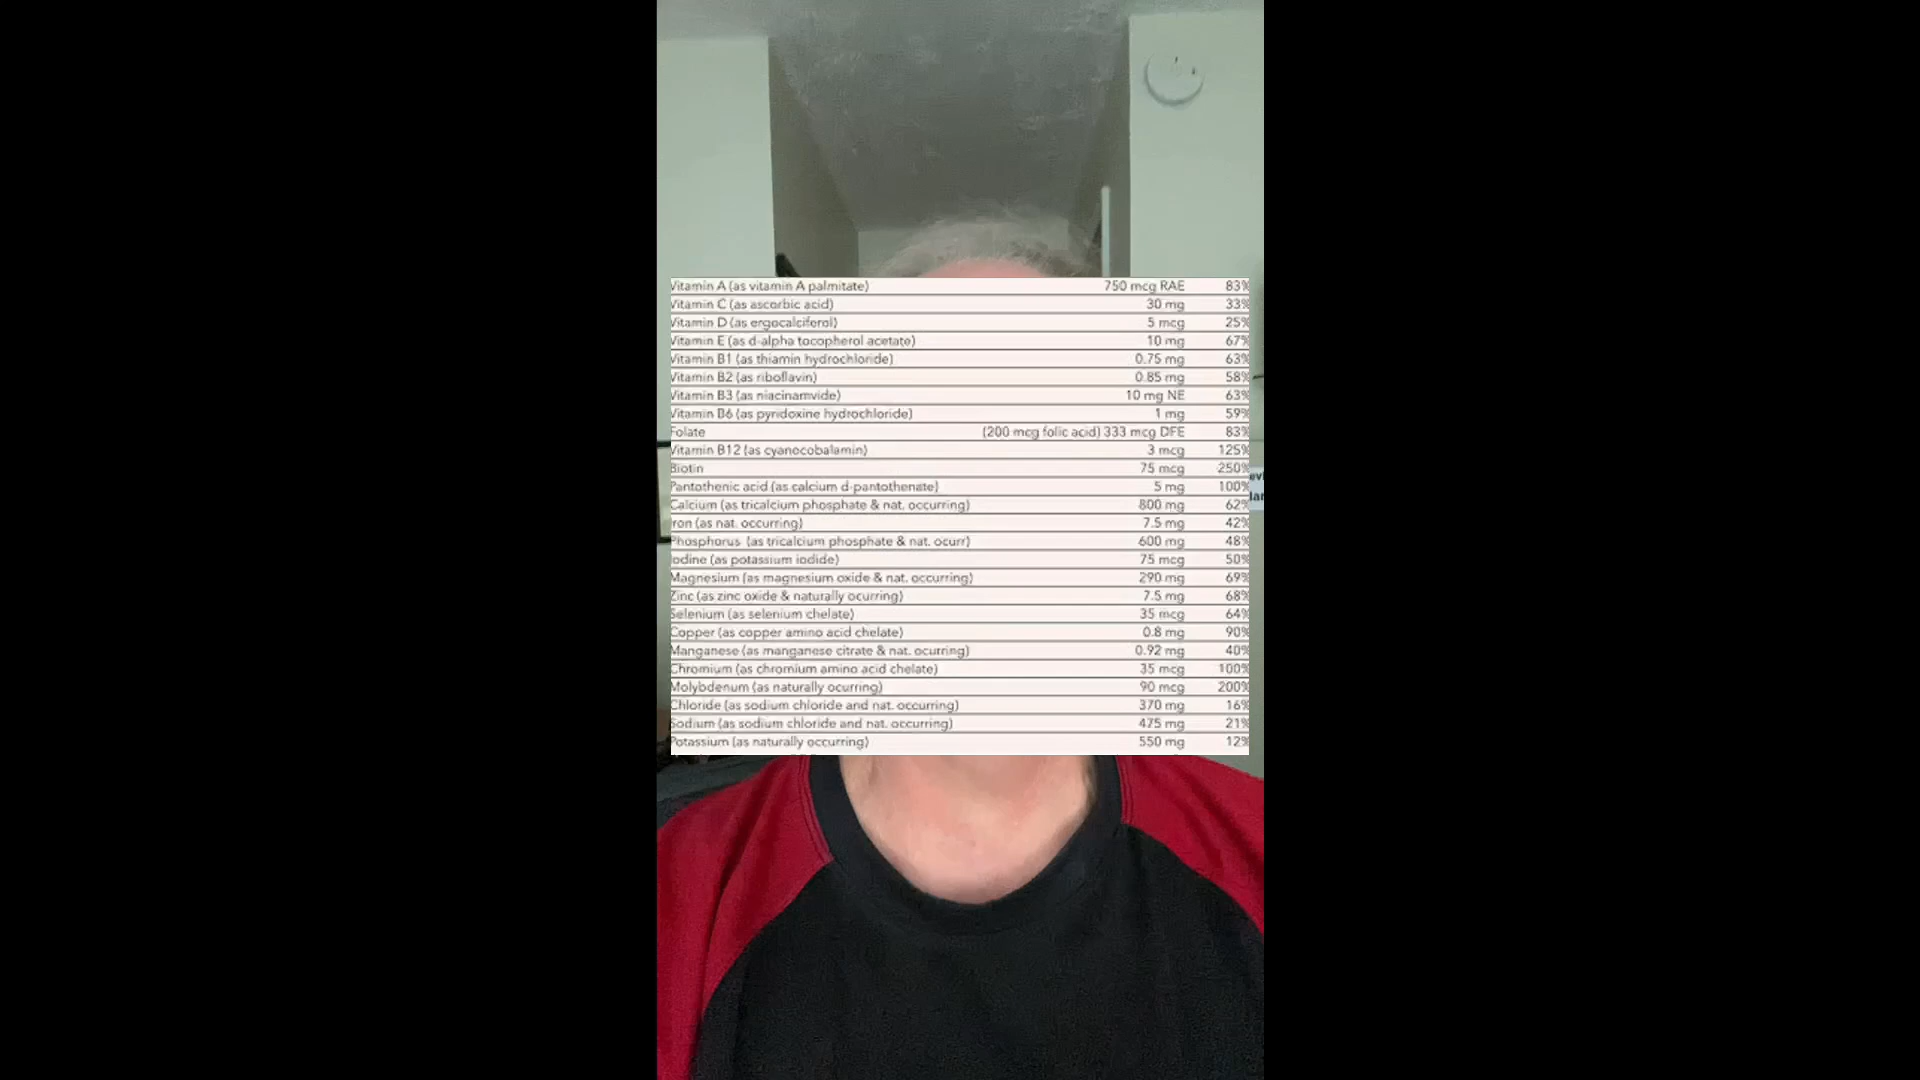 Vitamin A (as vitamin A palmitate) 750 mcg RAE 83%
Vitamin C (as ascorbic acid) 30 mg 33%
Vitamin D (as ergocalciferol) 5 mcg 25%
Vitamin E (as d-alpha tocopherol acetate) 10 mg 67%
Vitamin B1 (as thiamin hydrochloride) 0.75 mg 63%
Vitamin B2 (as riboflavin) 0.85 mg 58%
Vitamin B3 (as niacinamvide) 10 mg NE 63%
Vitamin B6 (as pyridoxine hydrochloride) 1 mg 59%
Folate (200 mcg folic acid) 333 mcg DFE 83%
Vitamin B12 (as cyanocobalamin) 3 mcg 125%
Biotin 75 mcg 250%
Pantothenic acid (as calcium d-pantothenate) 5 mg 100%
Calcium (as tricalcium phosphate & nat. occurring) 800 mg 62%
Iron (as nat. occurring) 7.5 mg 42%
Phosphorus (as tricalcium phosphate & nat. ocurr) 600 mg 48%
Iodine (as potassium iodide) 75 mcg 50%
Magnesium (as magnesium oxide & nat. occurring) 290 mg 69%
Zinc (as zinc oxide & naturally ocurring) 7.5 mg 68%
Selenium (as selenium chelate) 35 mcg 64%
Copper (as copper amino acid chelate) 0.8 mg 90%
Manganese (as manganese citrate & nat. ocurring) 0.92 mg 40%
Chromium (as chromium amino acid chelate) 35 mcg 100%
Molybdenum (as naturally ocurring) 90 mcg 200%
Chloride (as sodium chloride and nat. occurring) 370 mg 16%
Sodium (as sodium chloride and nat. occurring) 475 mg 21%
Potassium (as naturally occurring) 550 mg 12%